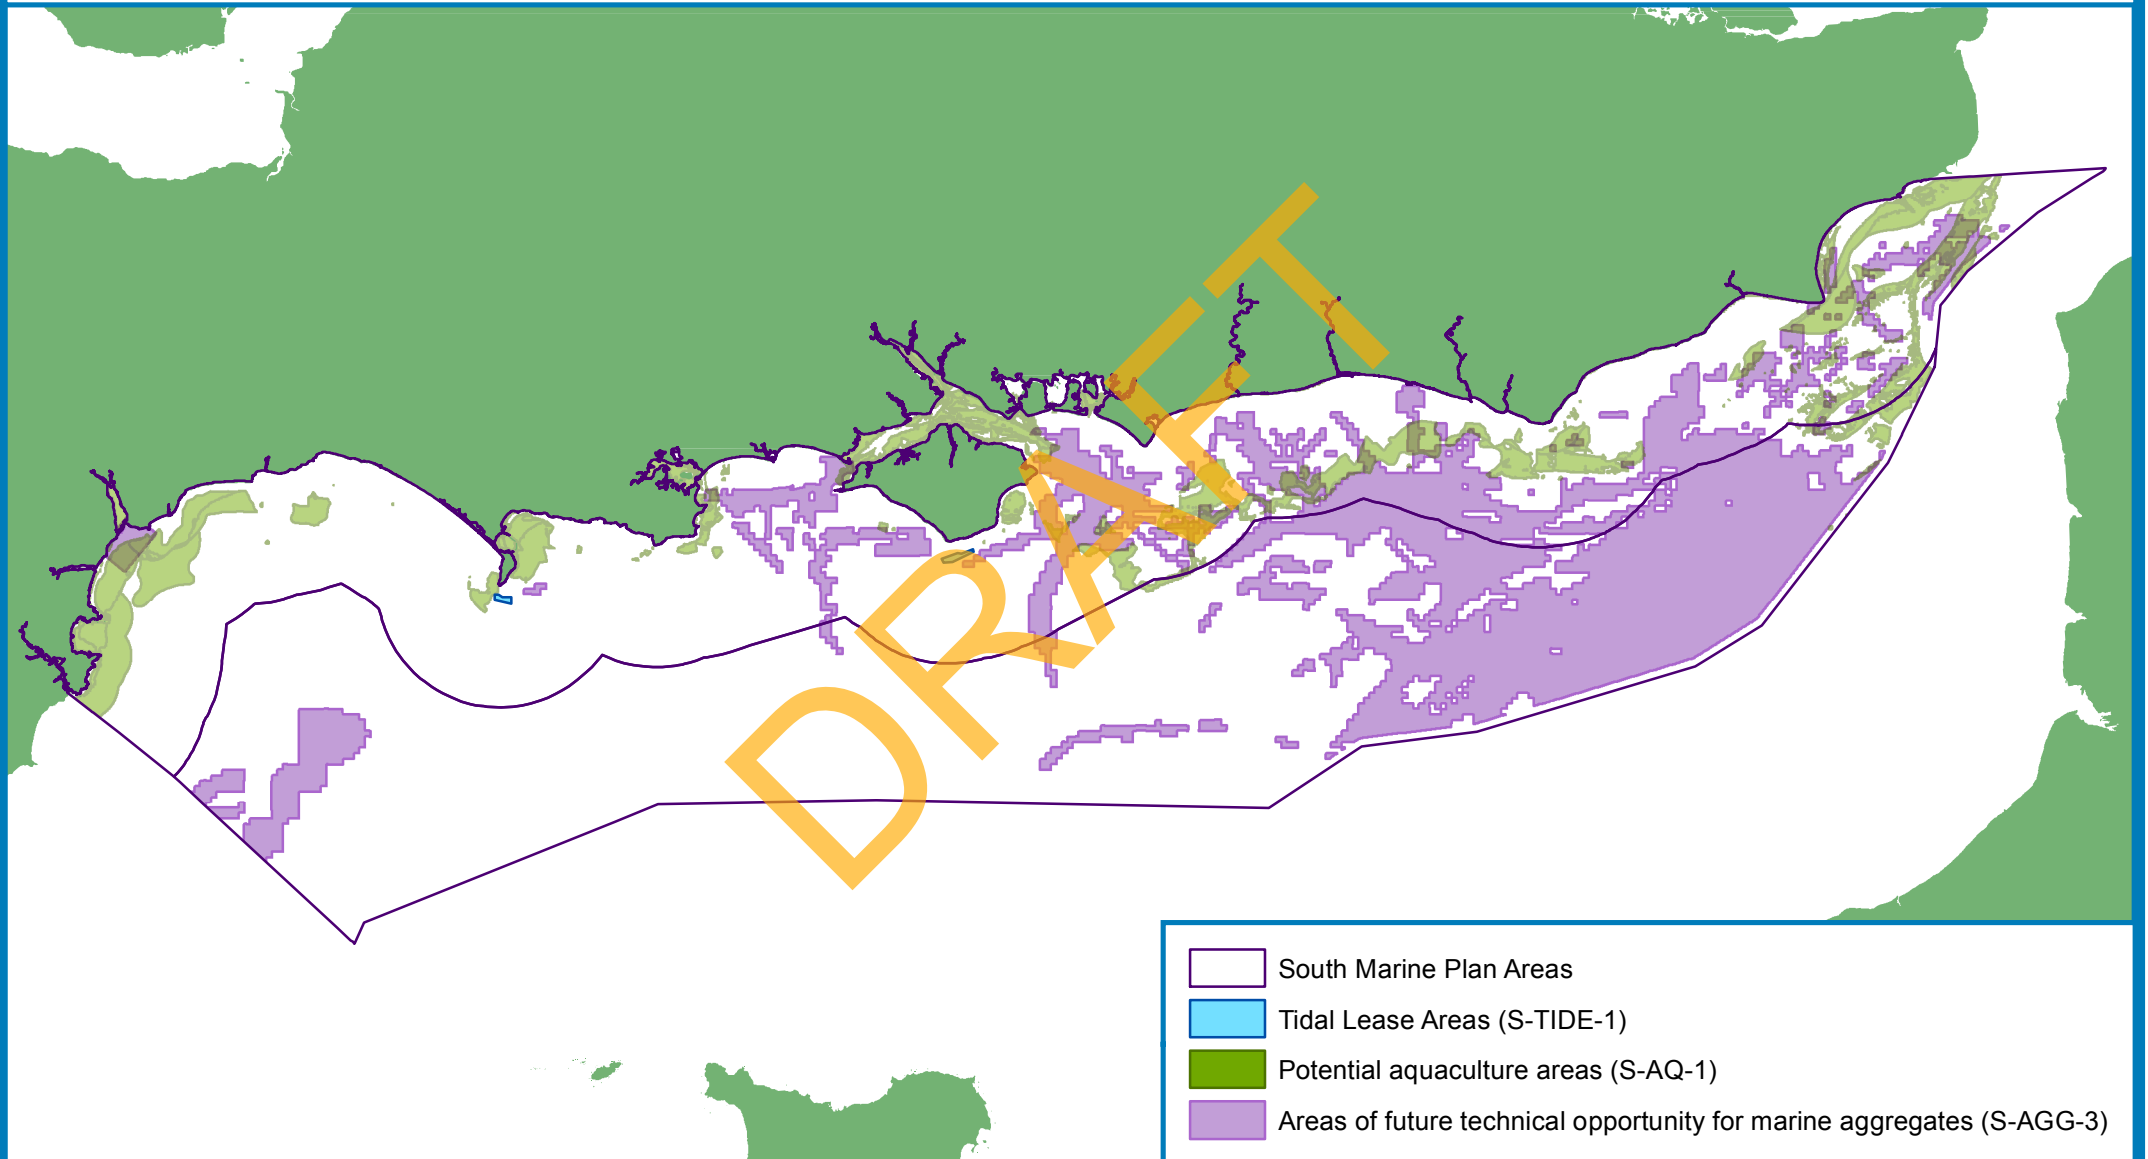 DRAFT
South Marine Plan Areas
Tidal Lease Areas (S-TIDE-1)
Potential aquaculture areas (S-AQ-1)
Areas of future technical opportunity for marine aggregates (S-AGG-3)